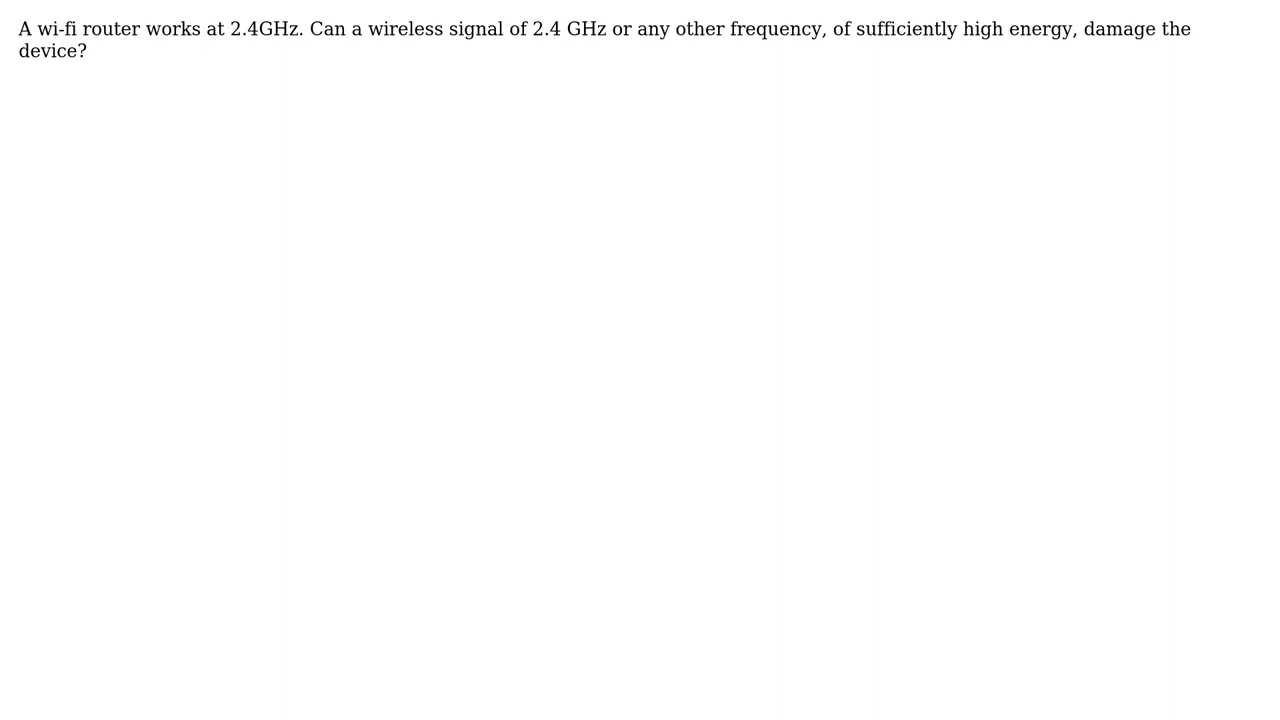 A wi-fi router works at 2.4GHz. Can a wireless signal of 2.4 GHz or any other frequency, of sufficiently high energy, damage the
device?